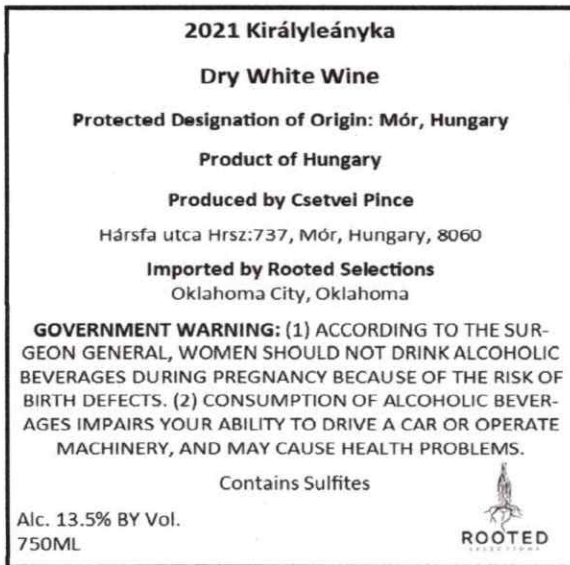 2021 Királyleányka
Dry White Wine
Protected Designation of Origin: Mór, Hungary
Product of Hungary
Produced by Csetvei Pince
Hársfa utca Hrsz:737, Mór, Hungary, 8060
Imported by Rooted Selections
Oklahoma City, Oklahoma
GOVERNMENT WARNING: (1) ACCORDING TO THE SUR-
GEON GENERAL, WOMEN SHOULD NOT DRINK ALCOHOLIC
BEVERAGES DURING PREGNANCY BECAUSE OF THE RISK OF
BIRTH DEFECTS. (2) CONSUMPTION OF ALCOHOLIC BEVER-
AGES IMPAIRS YOUR ABILITY TO DRIVE A CAR OR OPERATE
MACHINERY, AND MAY CAUSE HEALTH PROBLEMS.
Contains Sulfites
Alc. 13.5% BY Vol.
750ML
ROOTED
SELECTIONS